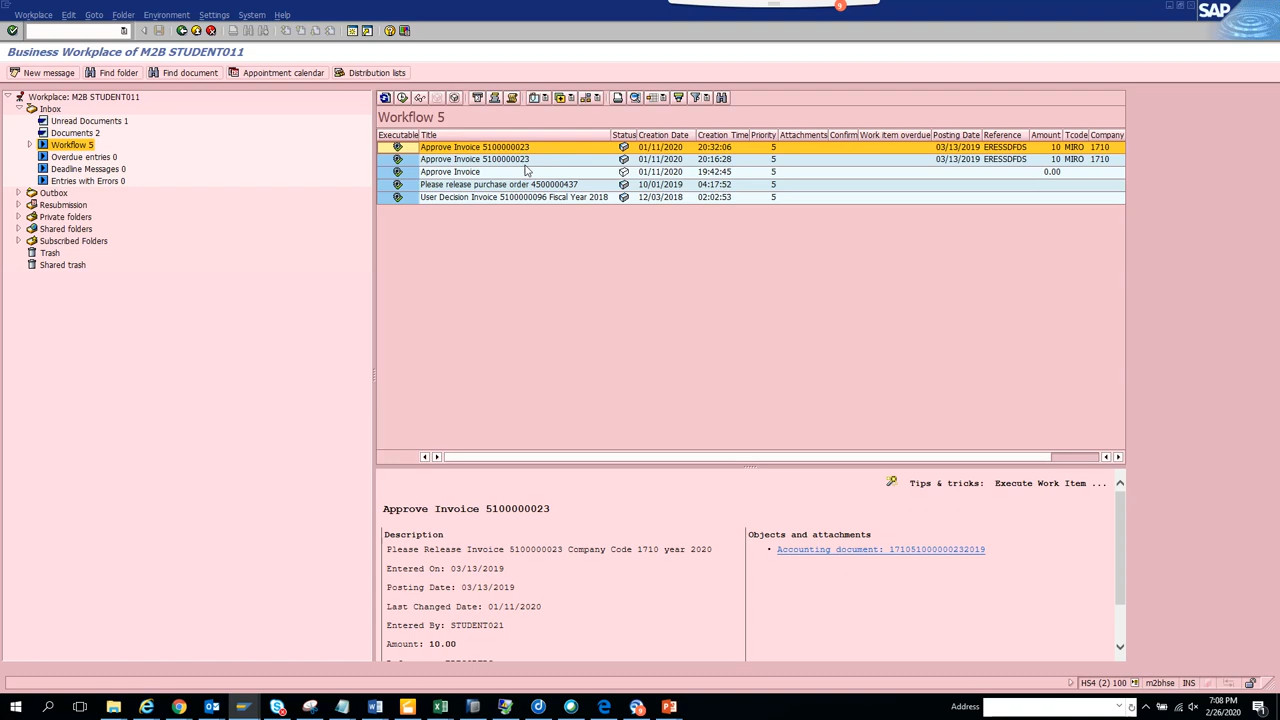 Workplace Edit Goto Folder Environment Settings System Help
9
SAP
Business Workplace of M2B STUDENT011
New message Find folder Find document Appointment calendar Distribution lists
Workplace: M2B STUDENT011
Inbox
Unread Documents 1
Documents 2
Workflow 5
Overdue entries 0
Deadline Messages 0
Entries with Errors 0
Outbox
Resubmission
Private folders
Shared folders
Subscribed Folders
Trash
Shared trash
Workflow 5
Executable Title Status Creation Date Creation Time Priority Attachments Confirm Work item overdue Posting Date Reference Amount Tcode Company
Approve Invoice 5100000023 01/11/2020 20:32:06 5 03/13/2019 ERESSDFDS 10 MIRO 1710
Approve Invoice 5100000023 01/11/2020 20:16:28 5 03/13/2019 ERESSDFDS 10 MIRO 1710
Approve Invoice 01/11/2020 19:42:45 5 0.00
Please release purchase order 4500000437 10/01/2019 04:17:52 5
User Decision Invoice 5100000096 Fiscal Year 2018 12/03/2018 02:02:53 5
Tips & tricks: Execute Work Item ...
Approve Invoice 5100000023
Description
Please Release Invoice 5100000023 Company Code 1710 year 2020
Entered On: 03/13/2019
Posting Date: 03/13/2019
Last Changed Date: 01/11/2020
Entered By: STUDENT021
Amount: 10.00
Objects and attachments
• Accounting document: 171051000000232019
HS4 (2) 100 m2bhse INS
Address
7:08 PM
2/26/2020